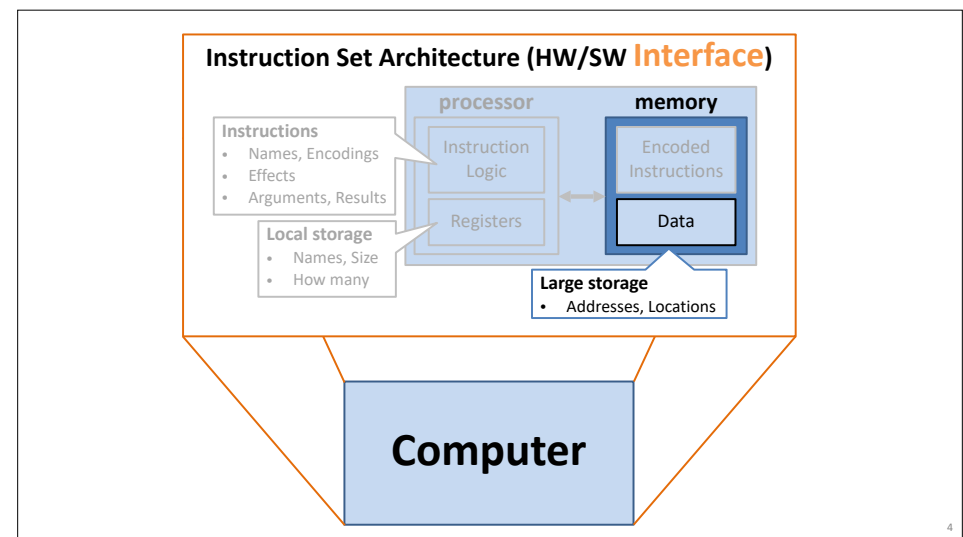 Instruction Set Architecture (HW/SW Interface)
processor
memory
Instructions
• Names, Encodings
• Effects
• Arguments, Results
Instruction
Logic
Encoded
Instructions
Registers
Data
Local storage
• Names, Size
• How many
Large storage
• Addresses, Locations
Computer
4